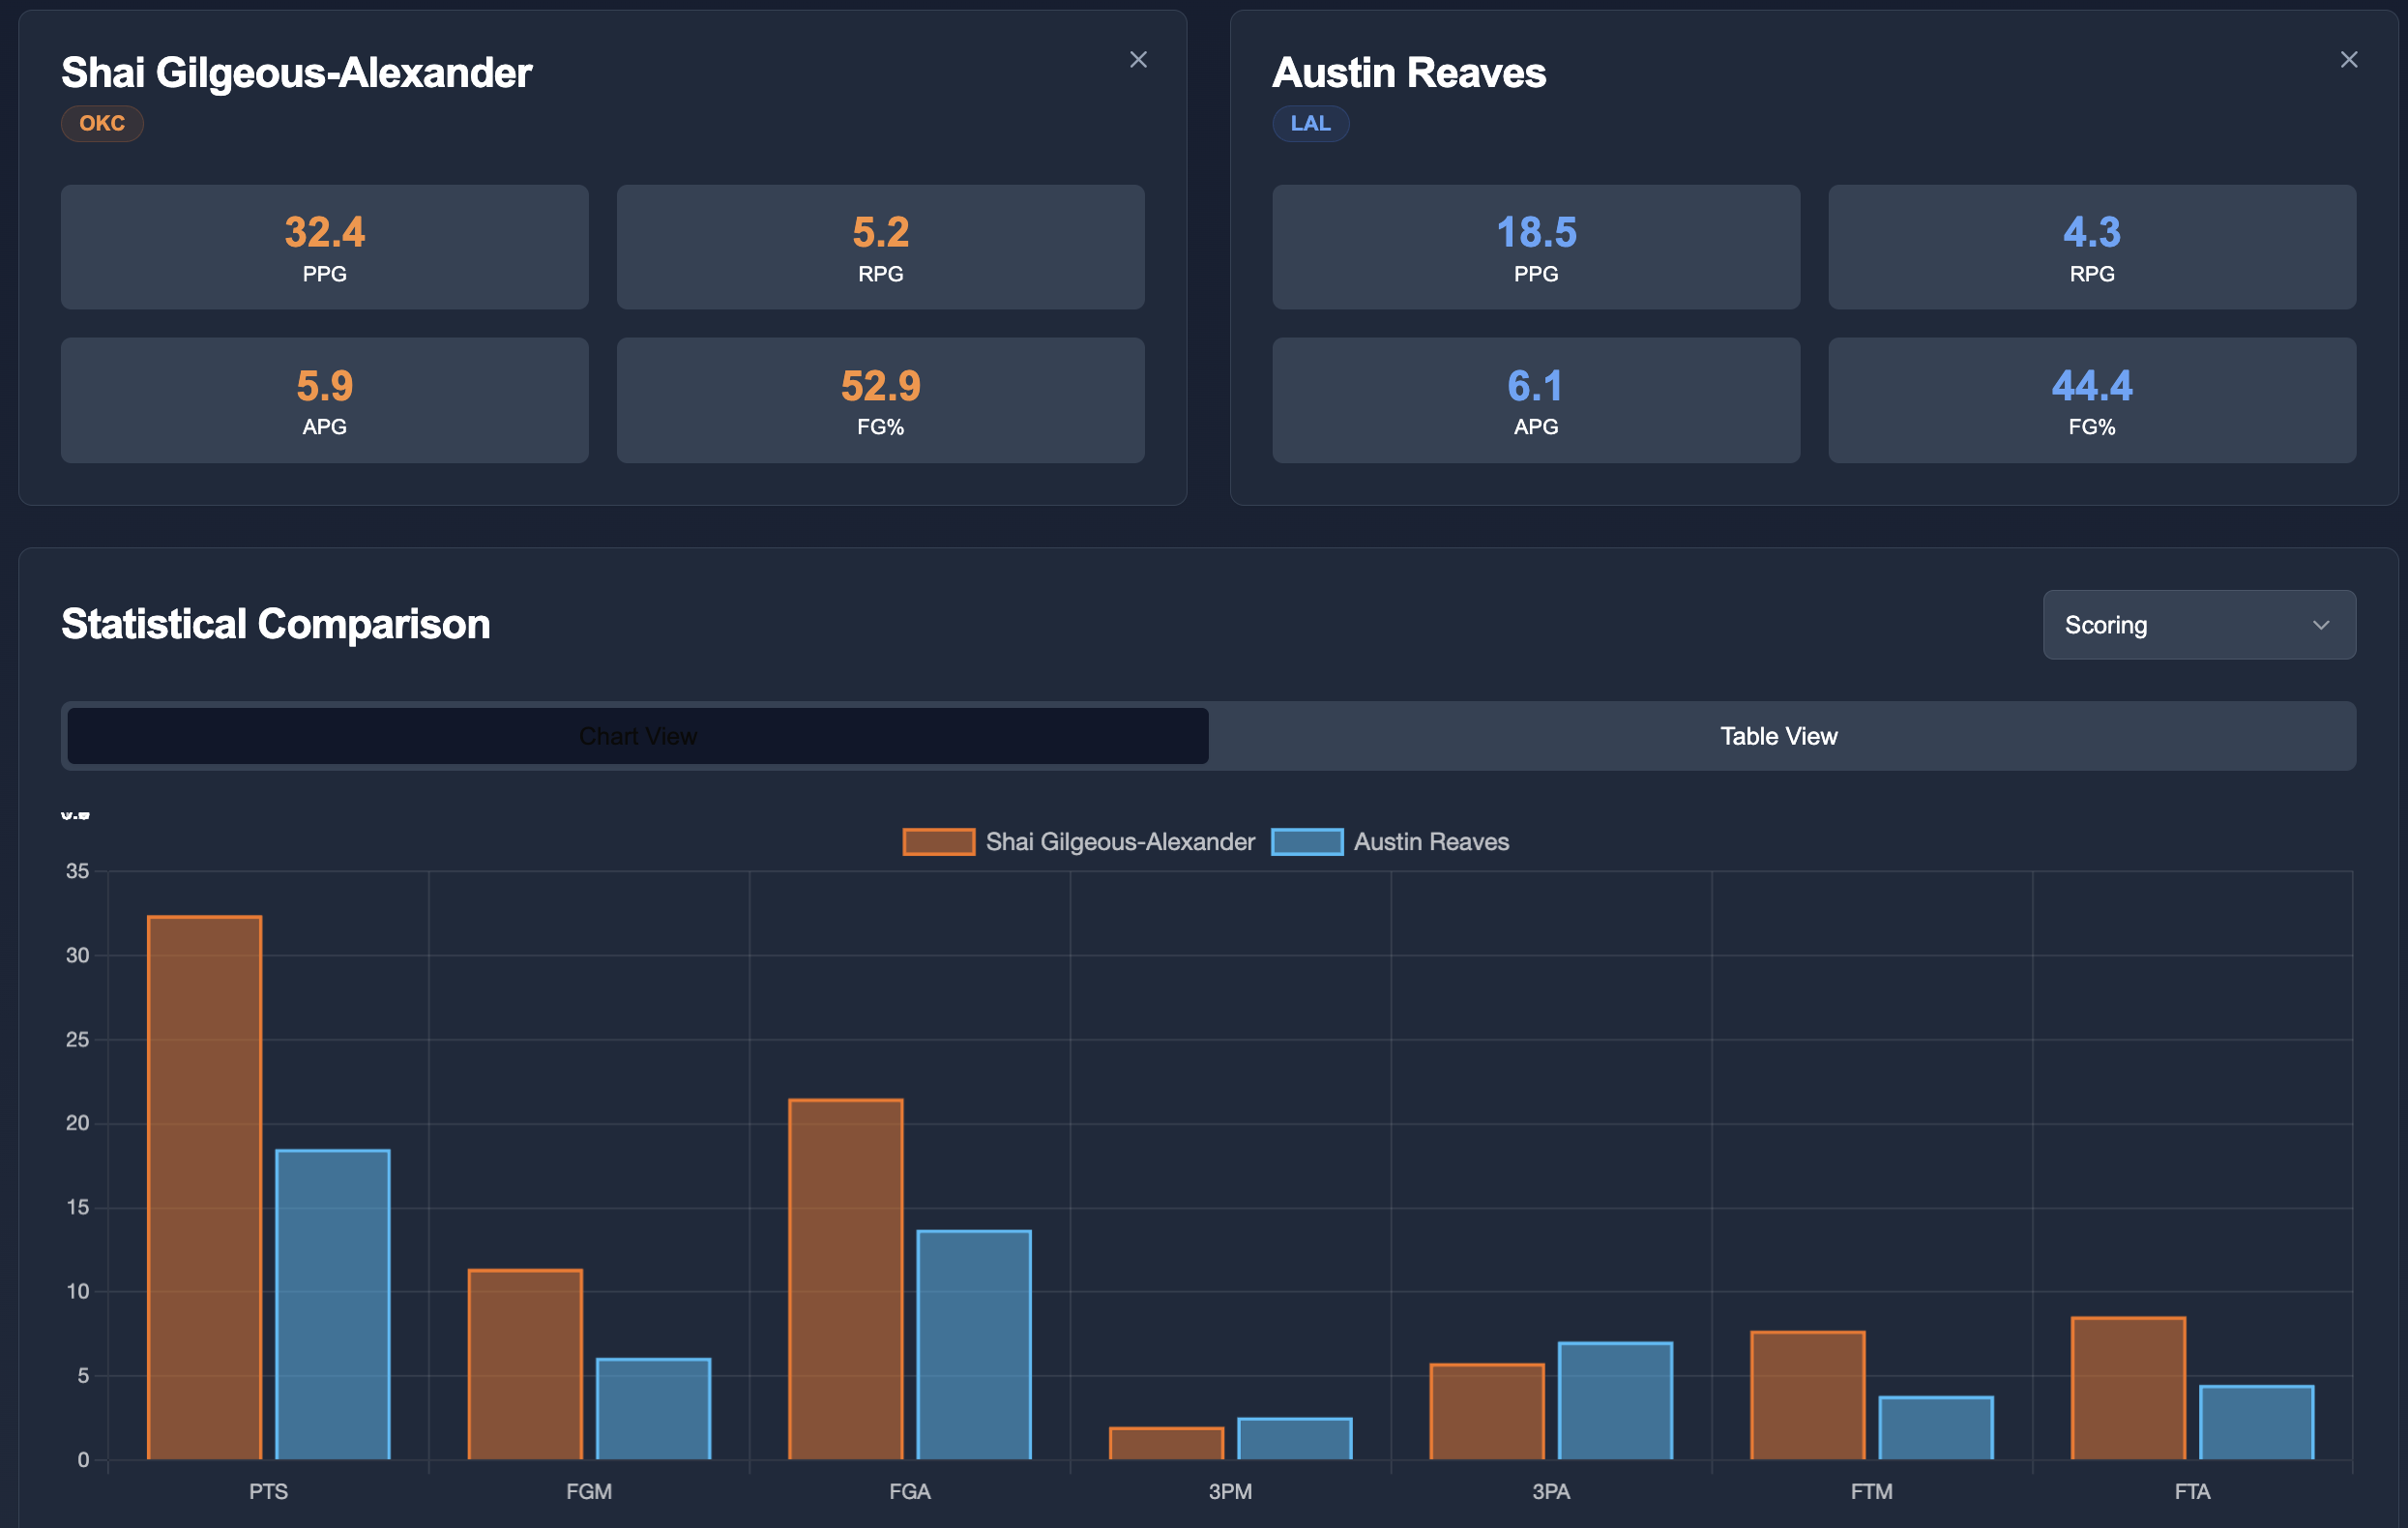 Shai Gilgeous-Alexander
OKC
32.4
PPG
5.2
RPG
5.9
APG
52.9
FG%
Austin Reaves
LAL
18.5
PPG
4.3
RPG
6.1
APG
44.4
FG%
Statistical Comparison
Scoring
Chart View
Table View
Shai Gilgeous-Alexander
Austin Reaves
35
30
25
20
15
10
5
0
PTS
FGM
FGA
3PM
3PA
FTM
FTA